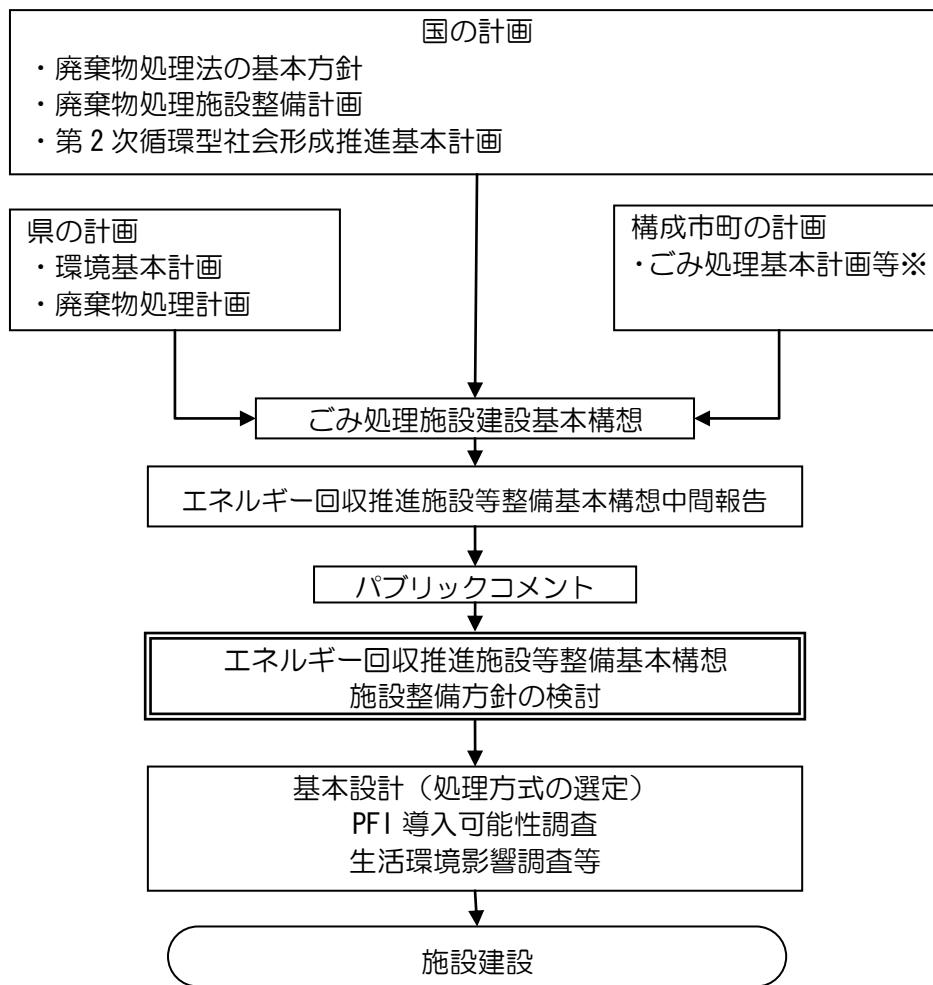 国の計画
・廃棄物処理法の基本方針
・廃棄物処理施設整備計画
・第2次循環型社会形成推進基本計画
県の計画
・環境基本計画
・廃棄物処理計画
構成市町の計画
・ごみ処理基本計画等※
ごみ処理施設建設基本構想
エネルギー回収推進施設等整備基本構想中間報告
パブリックコメント
エネルギー回収推進施設等整備基本構想
施設整備方針の検討
基本設計（処理方式の選定）
PFI導入可能性調査
生活環境影響調査等
施設建設